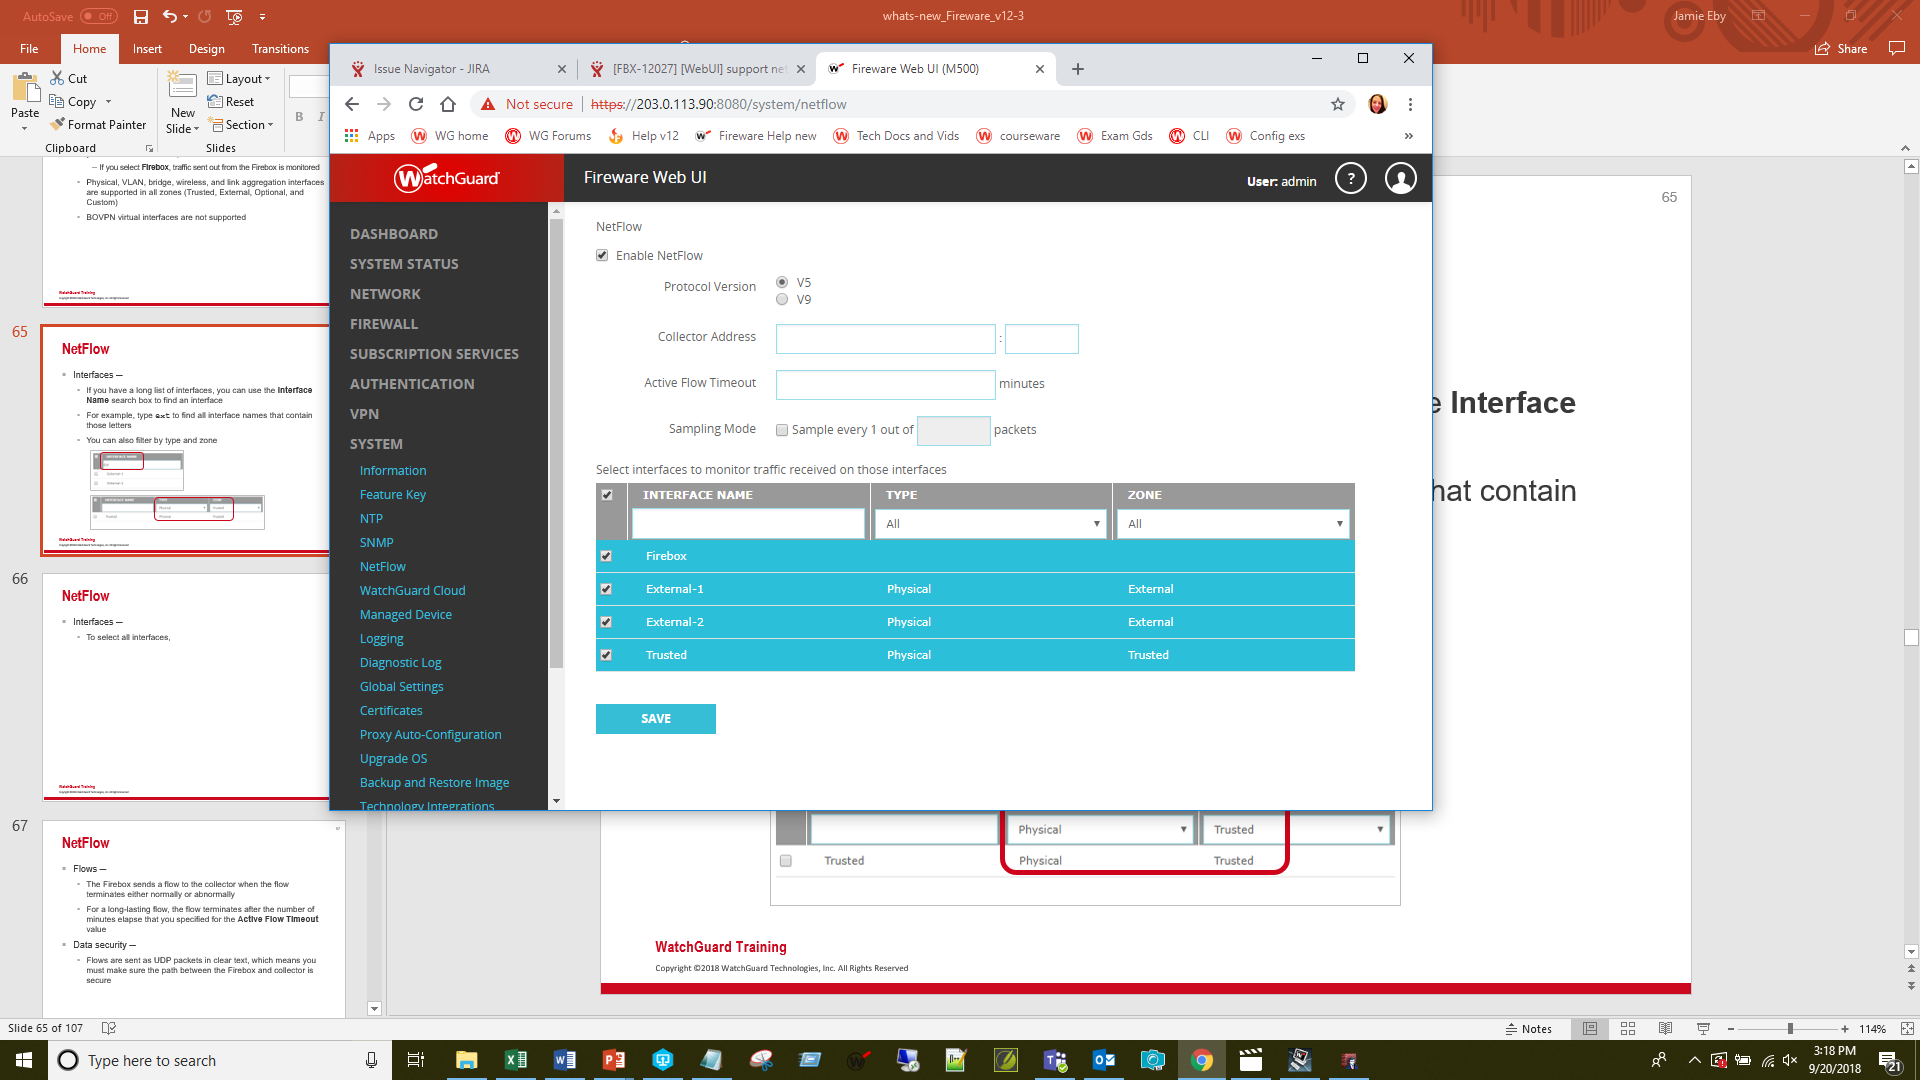 AutoSave Off
whats-new_Fireware_v12-3
Jamie Eby
File Home Insert Design Transitions
Share
Paste
Cut
Copy
Format Painter
Clipboard
New Slide
Layout
Reset
Section
Slides
B I
— If you select Firebox, traffic sent out from the Firebox is monitored
Physical, VLAN, bridge, wireless, and link aggregation interfaces
are supported in all zones (Trusted, External, Optional, and
Custom)
BOVPN virtual interfaces are not supported
WatchGuard Training
65
NetFlow
Interfaces —
If you have a long list of interfaces, you can use the Interface
Name search box to find an interface
For example, type ext to find all interface names that contain
those letters
You can also filter by type and zone
WatchGuard Training
66
NetFlow
Interfaces —
To select all interfaces,
WatchGuard Training
67
NetFlow
Flows —
The Firebox sends a flow to the collector when the flow
terminates either normally or abnormally
For a long-lasting flow, the flow terminates after the number of
minutes elapse that you specified for the Active Flow Timeout
value
Data security —
Flows are sent as UDP packets in clear text, which means you
must make sure the path between the Firebox and collector is
secure
Issue Navigator - JIRA
[FBX-12027] [WebUI] support ne
Fireware Web UI (M500)
Not secure https://203.0.113.90:8080/system/netflow
Apps WG home WG Forums Help v12 Fireware Help new Tech Docs and Vids courseware Exam Gds CLI Config exs »
WatchGuard
Fireware Web UI
User: admin
?
DASHBOARD
SYSTEM STATUS
NETWORK
FIREWALL
SUBSCRIPTION SERVICES
AUTHENTICATION
VPN
SYSTEM
Information
Feature Key
NTP
SNMP
NetFlow
WatchGuard Cloud
Managed Device
Logging
Diagnostic Log
Global Settings
Certificates
Proxy Auto-Configuration
Upgrade OS
Backup and Restore Image
Technology Integrations
NetFlow
Enable NetFlow
Protocol Version V5
V9
Collector Address :
Active Flow Timeout minutes
Sampling Mode Sample every 1 out of packets
Select interfaces to monitor traffic received on those interfaces
INTERFACE NAME TYPE ZONE
All All
Firebox
External-1 Physical External
External-2 Physical External
Trusted Physical Trusted
SAVE
65
e Interface
hat contain
Physical Trusted
Trusted Physical Trusted
WatchGuard Training
Copyright ©2018 WatchGuard Technologies, Inc. All Rights Reserved
Slide 65 of 107
Notes
114%
Type here to search
3:18 PM
9/20/2018
21